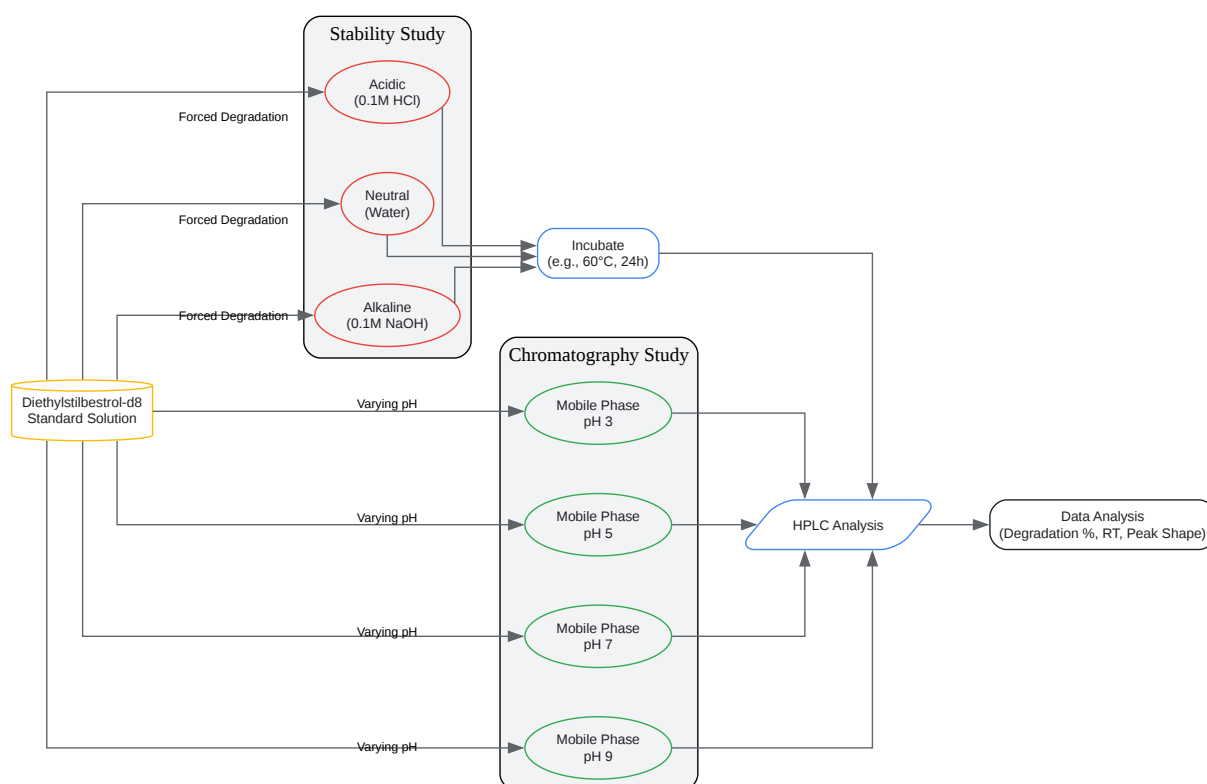 Stability Study
Acidic
(0.1M HCl)
Forced Degradation
Neutral
(Water)
Forced Degradation
Incubate
(e.g., 60°C, 24h)
Alkaline
(0.1M NaOH)
Forced Degradation
Chromatography Study
Diethylstilbestrol-d8
Standard Solution
Varying pH
Mobile Phase
pH 3
Varying pH
Mobile Phase
pH 5
HPLC Analysis
Data Analysis
(Degradation %, RT, Peak Shape)
Varying pH
Mobile Phase
pH 7
Varying pH
Mobile Phase
pH 9